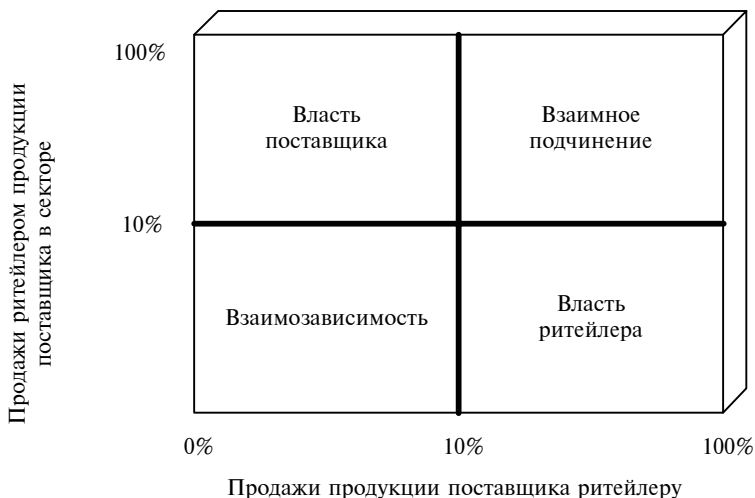 Продажи ритейлером продукции
поставщика в секторе
100%
Власть
поставщика
Взаимное
подчинение
10%
Взаимозависимость
Власть
ритейлера
0%
10%
100%
Продажи продукции поставщика ритейлеру